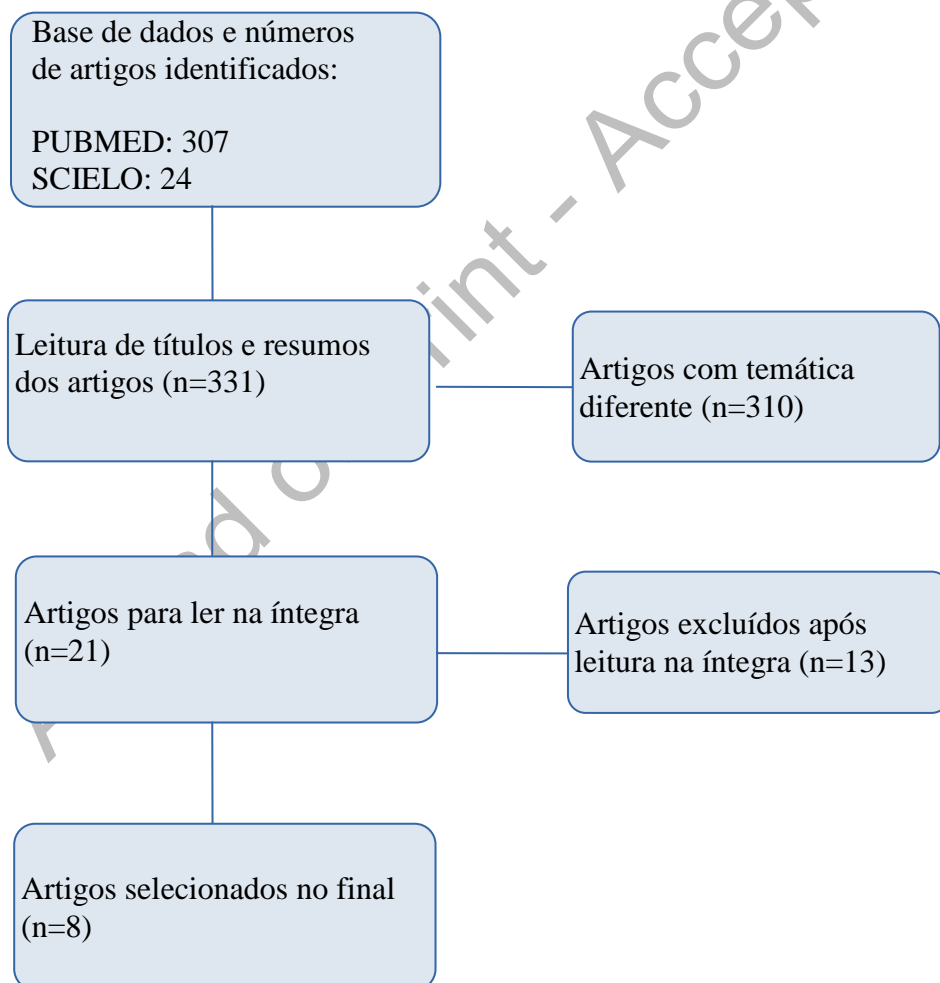 Base de dados e números
de artigos identificados:
PUBMED: 307
SCIELO: 24
Leitura de títulos e resumos
dos artigos (n=331)
Artigos com temática
diferente (n=310)
Artigos para ler na íntegra
(n=21)
Artigos excluídos após
leitura na íntegra (n=13)
Artigos selecionados no final
(n=8)